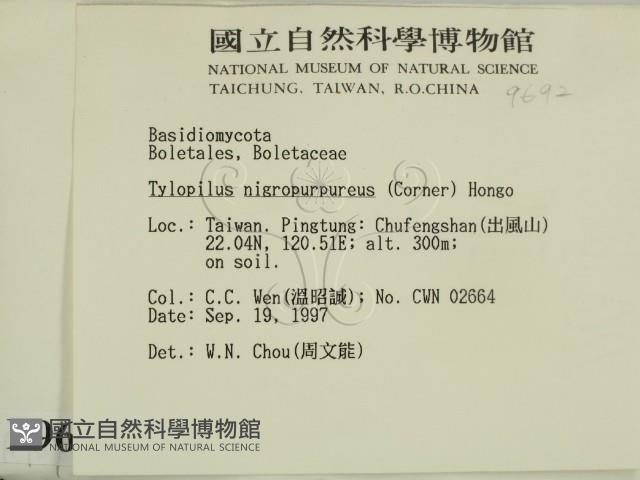 國立自然科學博物館
NATIONAL MUSEUM OF NATURAL SCIENCE
TAICHUNG, TAIWAN, R.O.CHINA
9692
Basidiomycota
Boletales, Boletaceae
Tylopilus nigropurpureus (Corner) Hongo
Loc.: Taiwan. Pingtung: Chufengshan(出風山)
22.04N, 120.51E; alt. 300m;
on soil.
Col.: C.C. Wen(溫昭誠); No. CWN 02664
Date: Sep. 19, 1997
Det.: W.N. Chou(周文能)
國立自然科學博物館
NATIONAL MUSEUM OF NATURAL SCIENCE